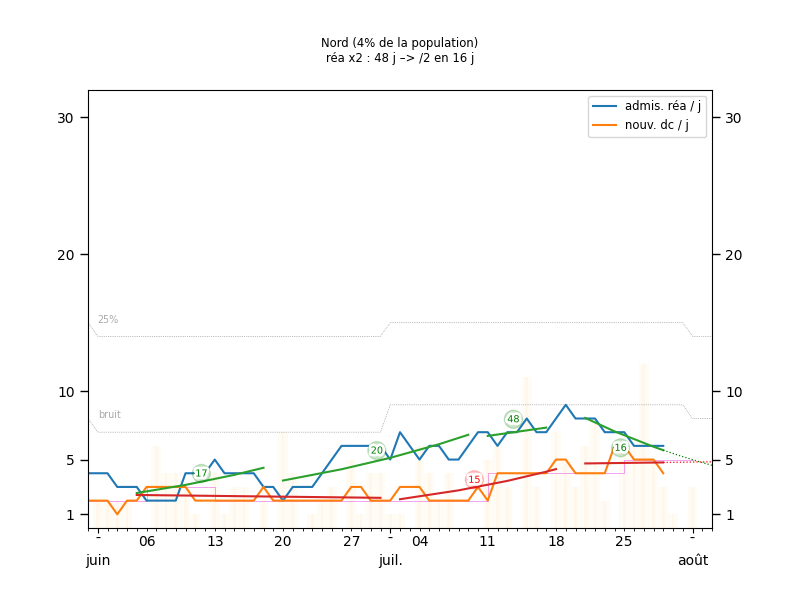 Nord (4% de la population)
réa x2 : 48 j –> /2 en 16 j
admis. réa / j
nouv. dc / j
30
30
20
20
25%
10
10
bruit
48
20
16
5
5
17
15
1
1
- 06 13 20 27 - 04 11 18 25 -
juin juil. août